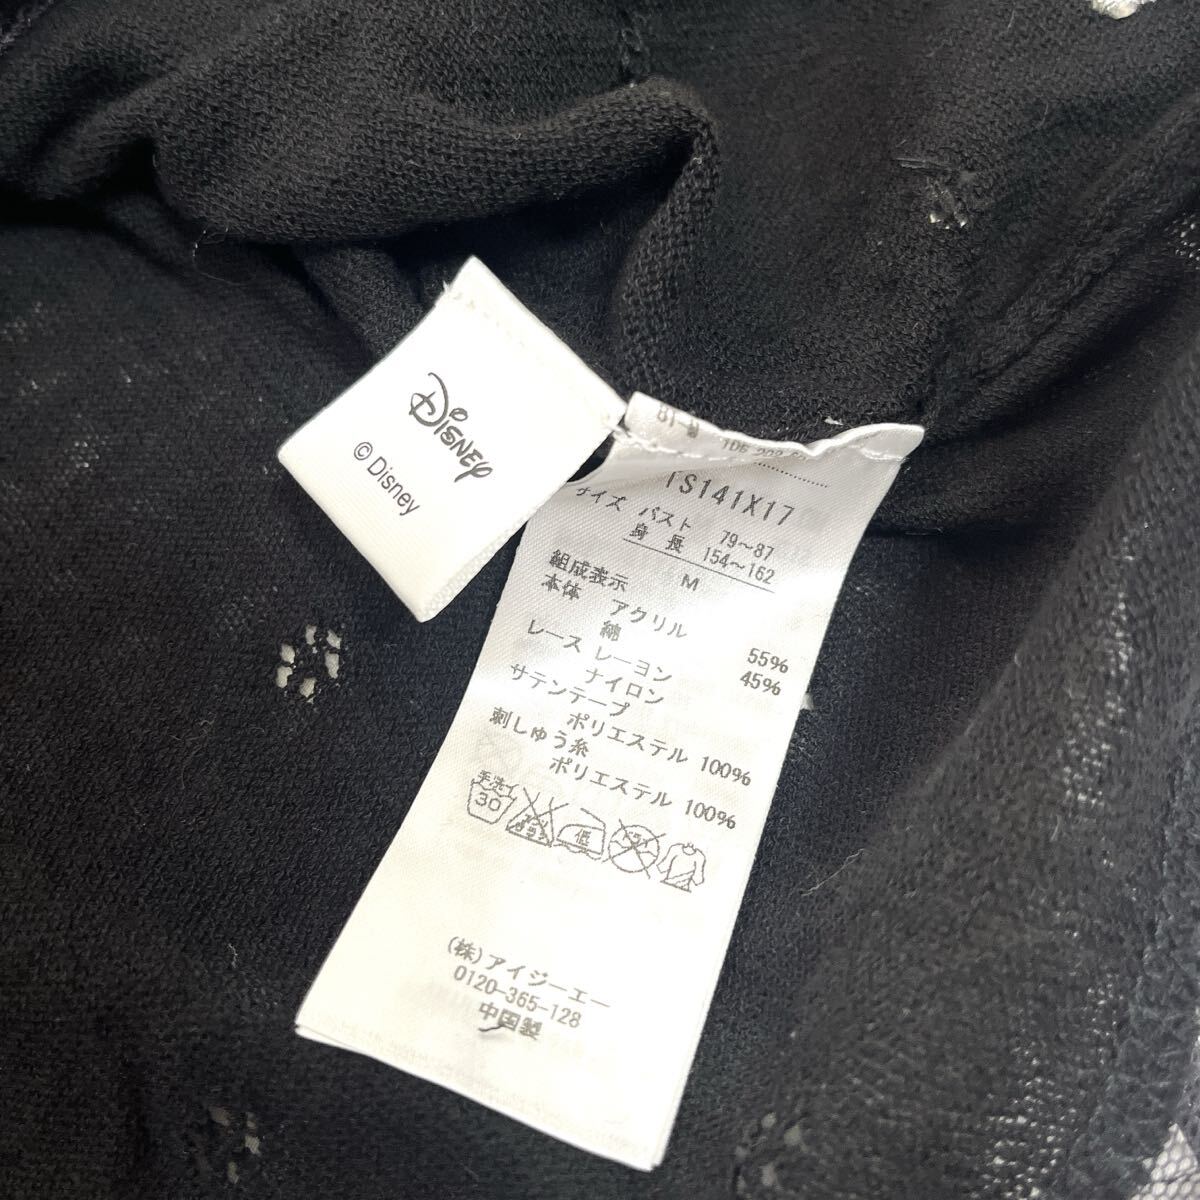 Disney
© Disney
TS141X17
サイズ バスト 79～87
身長 154～162
M
組成表示
本体 アクリル 55%
綿 45%
レース レーヨン
ナイロン
サテンテープ
ポリエステル 100%
刺しゅう糸
ポリエステル 100%
手洗イ
30
低
(株)アイジーエー
0120-365-128
中国製